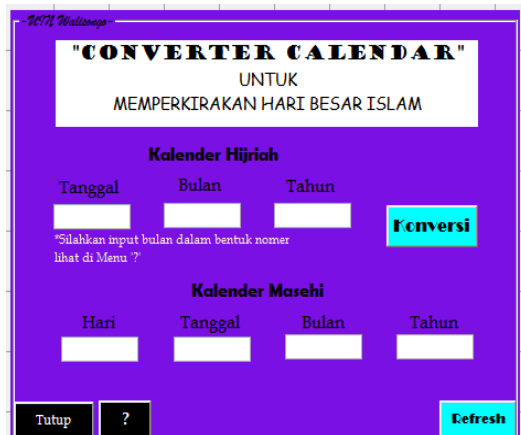 UIN Walisongo
"CONVERTER CALENDAR"
UNTUK
MEMPERKIRAKAN HARI BESAR ISLAM
Kalender Hijriah
Tanggal Bulan Tahun
Konversi
*Silahkan input bulan dalam bentuk nomer
lihat di Menu '?'
Kalender Masehi
Hari Tanggal Bulan Tahun
Tutup ? Refresh